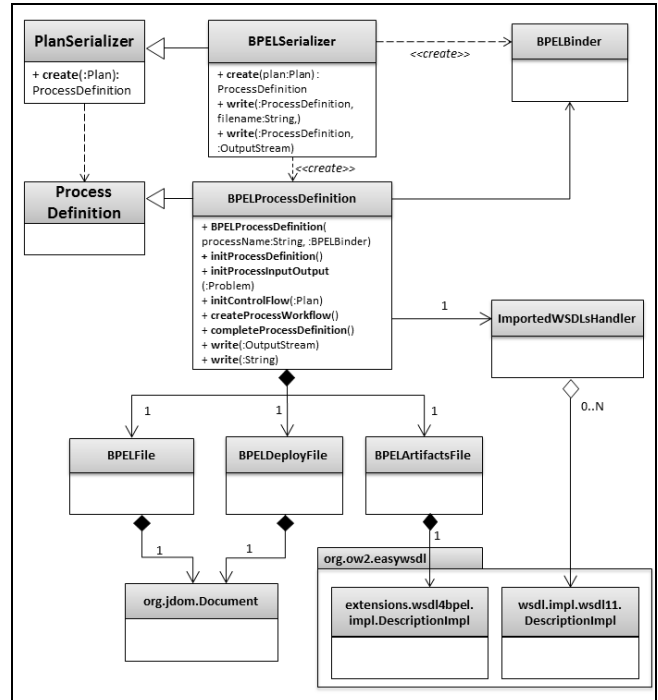 PlanSerializer
+ create(:Plan):
ProcessDefinition
BPELSerializer
+ create(plan:Plan) :
ProcessDefinition
+ write(:ProcessDefinition,
filename:String,)
+ write(:ProcessDefinition,
:OutputStream)
<<create>>
BPELBinder
<<create>>
Process
Definition
BPELProcessDefinition
+ BPELProcessDefinition(
processName:String, :BPELBinder)
+ initProcessDefinition()
+ initProcessInputOutput
(:Problem)
+ initControlFlow(:Plan)
+ createProcessWorkflow()
+ completeProcessDefinition()
+ write(:OutputStream)
+ write(:String)
1
ImportedWSDLsHandler
0..N
1
1
1
BPELFile
BPELDeployFile
BPELArtifactsFile
1
1
1
org.jdom.Document
org.ow2.easywsdl
extensions.wsdl4bpel.
impl.DescriptionImpl
wsdl.impl.wsdl11.
DescriptionImpl